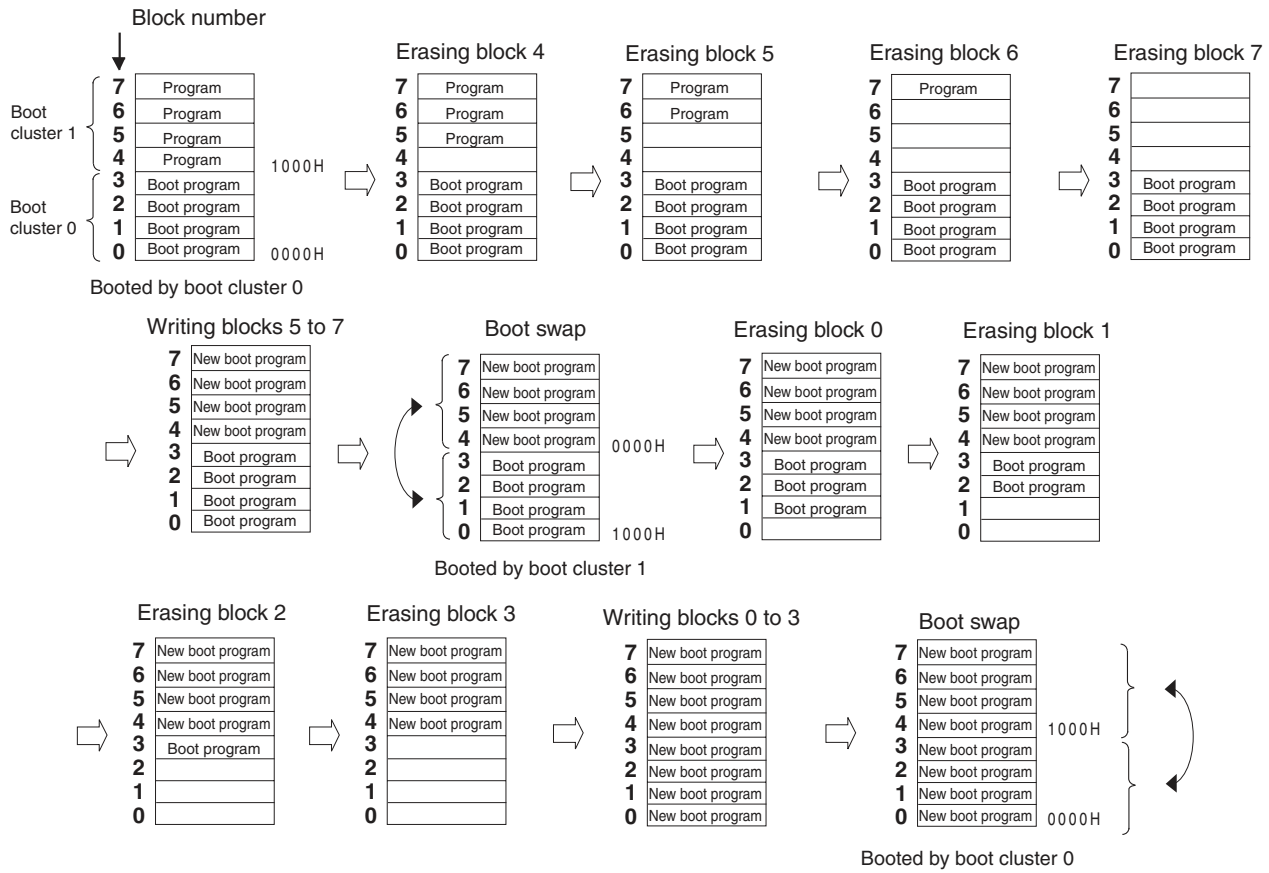 Block number
Erasing block 4
Erasing block 5
Erasing block 6
Erasing block 7
Boot
cluster 1
Boot
cluster 0
7 Program
6 Program
5 Program
4 Program
3 Boot program
2 Boot program
1 Boot program
0 Boot program
1000H
0000H
Booted by boot cluster 0
7 Program
6 Program
5 Program
4
3 Boot program
2 Boot program
1 Boot program
0 Boot program
7 Program
6 Program
5
4
3 Boot program
2 Boot program
1 Boot program
0 Boot program
7 Program
6
5
4
3 Boot program
2 Boot program
1 Boot program
0 Boot program
7
6
5
4
3 Boot program
2 Boot program
1 Boot program
0 Boot program
Writing blocks 5 to 7
7 New boot program
6 New boot program
5 New boot program
4 New boot program
3 Boot program
2 Boot program
1 Boot program
0 Boot program
Boot swap
7 New boot program
6 New boot program
5 New boot program
4 New boot program
3 Boot program
2 Boot program
1 Boot program
0 Boot program
0000H
1000H
Booted by boot cluster 1
Erasing block 0
7 New boot program
6 New boot program
5 New boot program
4 New boot program
3 Boot program
2 Boot program
1 Boot program
0
Erasing block 1
7 New boot program
6 New boot program
5 New boot program
4 New boot program
3 Boot program
2 Boot program
1
0
Erasing block 2
7 New boot program
6 New boot program
5 New boot program
4 New boot program
3 Boot program
2
1
0
Erasing block 3
7 New boot program
6 New boot program
5 New boot program
4 New boot program
3
2
1
0
Writing blocks 0 to 3
7 New boot program
6 New boot program
5 New boot program
4 New boot program
3 New boot program
2 New boot program
1 New boot program
0 New boot program
Boot swap
7 New boot program
6 New boot program
5 New boot program
4 New boot program
3 New boot program
2 New boot program
1 New boot program
0 New boot program
1000H
0000H
Booted by boot cluster 0